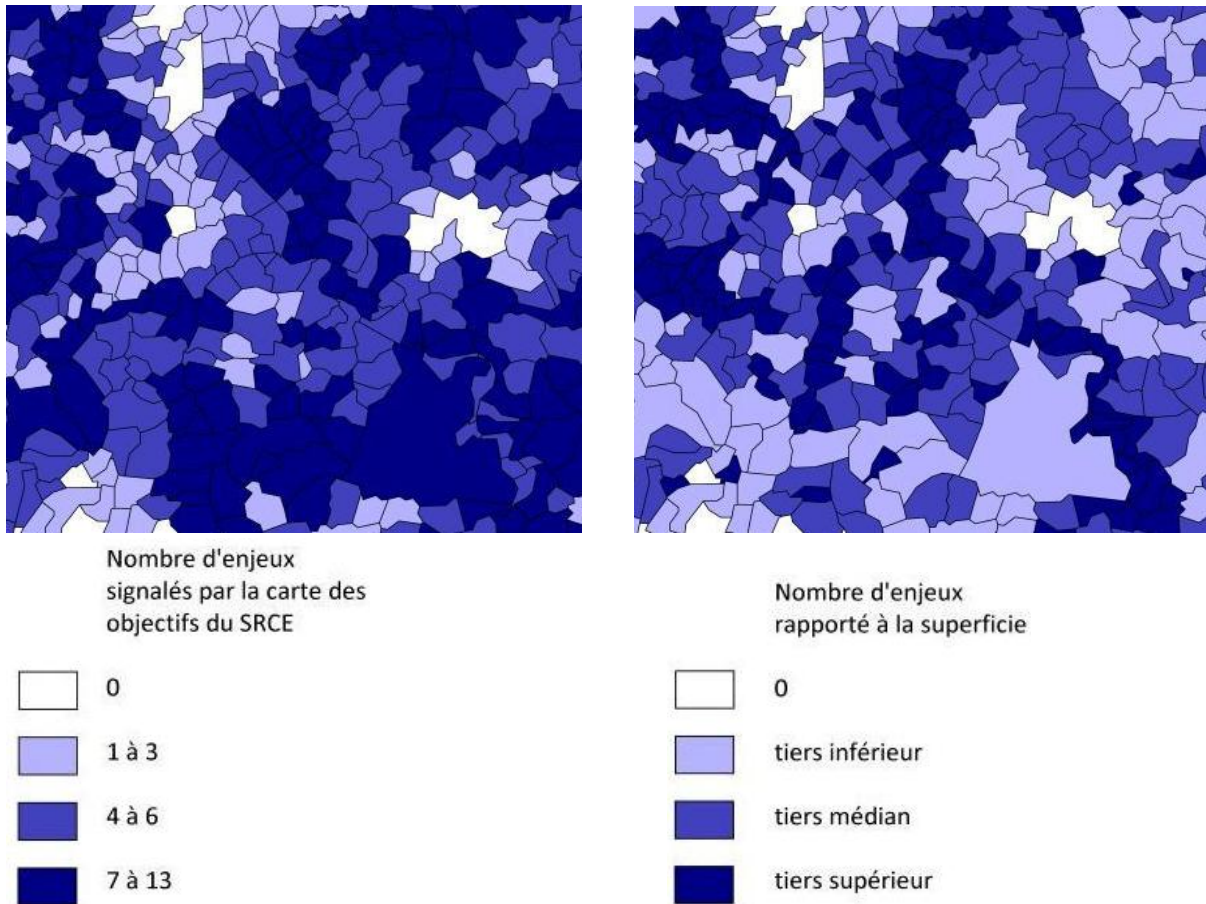 Nombre d'enjeux
signalés par la carte des
objectifs du SRCE
0
1 à 3
4 à 6
7 à 13
Nombre d'enjeux
rapporté à la superficie
0
tiers inférieur
tiers médian
tiers supérieur